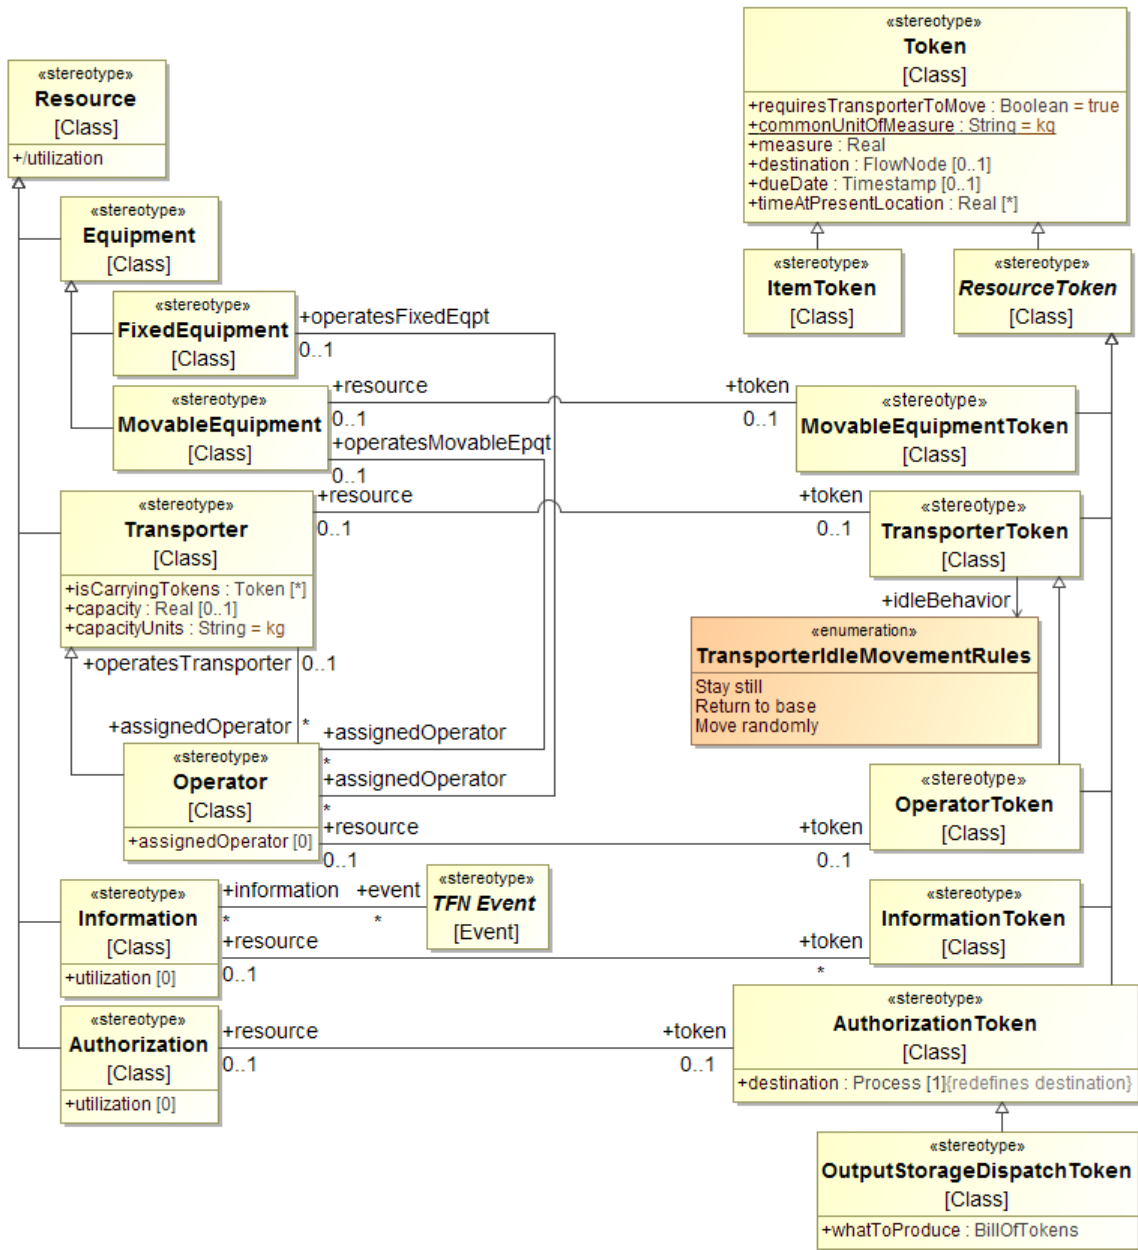 «stereotype»
Token
[Class]
+requiresTransporterToMove : Boolean = true
+commonUnitOfMeasure : String = kg
+measure : Real
+destination : FlowNode [0..1]
+dueDate : Timestamp [0..1]
+timeAtPresentLocation : Real [*]
«stereotype»
Resource
[Class]
+/utilization
«stereotype»
Equipment
[Class]
«stereotype»
ItemToken
[Class]
«stereotype»
ResourceToken
[Class]
«stereotype»
FixedEquipment
[Class]
+operatesFixedEqpt
0..1
«stereotype»
MovableEquipment
[Class]
+resource
0..1
+token
0..1
«stereotype»
MovableEquipmentToken
[Class]
+operatesMovableEpqt
0..1
«stereotype»
Transporter
[Class]
+isCarryingTokens : Token [*]
+capacity : Real [0..1]
+capacityUnits : String = kg
+resource
0..1
+token
0..1
«stereotype»
TransporterToken
[Class]
+idleBehavior
«enumeration»
TransporterIdleMovementRules
Stay still
Return to base
Move randomly
+operatesTransporter
0..1
+assignedOperator
*
+assignedOperator
*
+assignedOperator
*
«stereotype»
Operator
[Class]
+assignedOperator [0]
+resource
0..1
+token
0..1
«stereotype»
OperatorToken
[Class]
«stereotype»
Information
[Class]
+utilization [0]
+information
*
+event
*
«stereotype»
TFN Event
[Event]
+resource
0..1
+token
*
«stereotype»
InformationToken
[Class]
«stereotype»
Authorization
[Class]
+utilization [0]
+resource
0..1
+token
0..1
«stereotype»
AuthorizationToken
[Class]
+destination : Process [1]{redefines destination}
«stereotype»
OutputStorageDispatchToken
[Class]
+whatToProduce : BillOfTokens